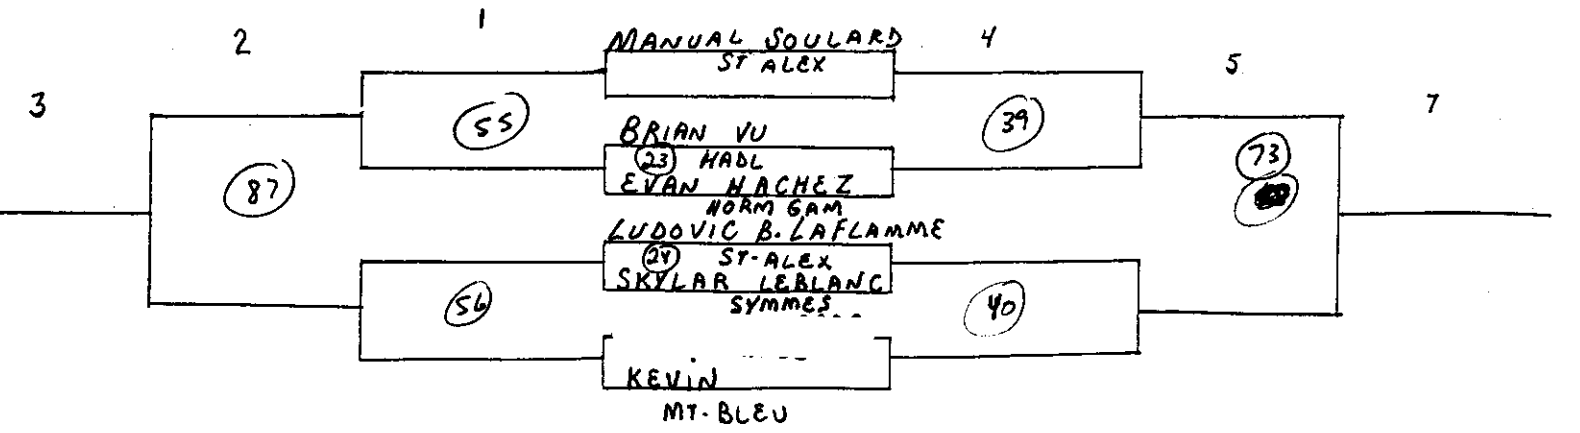 1
2
MANUAL SOULARD
4
ST ALEX
5
3
7
55
BRIAN VU
39
23 HADL
73
87
EVAN HACHEZ
NORM GAM
LUDOVIC B. LAFLAMME
24 ST-ALEX
SKYLAR LEBLANC
56
SYMMES
40
KEVIN
MT-BLEU